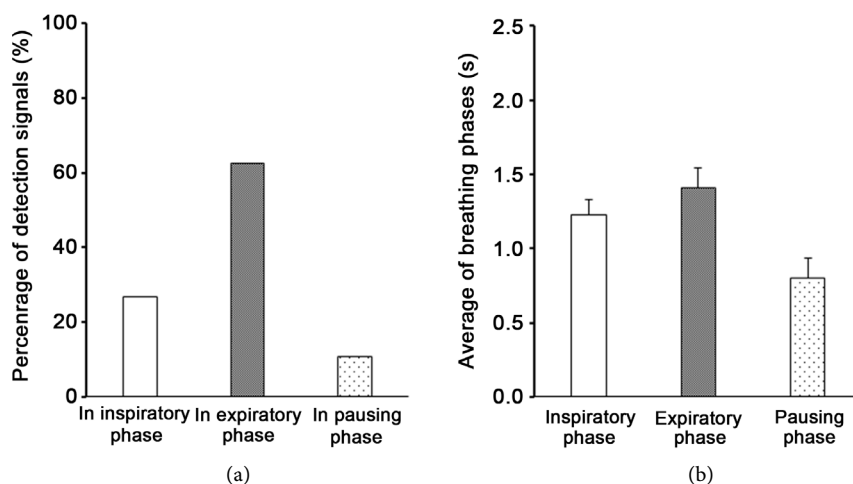 Percenrage of detection signals (%)
100
80
60
40
20
0
In inspiratory
phase
In expiratory
phase
In pausing
phase
(a)
Average of breathing phases (s)
2.5
2.0
1.5
1.0
0.5
0.0
Inspiratory
phase
Expiratory
phase
Pausing
phase
(b)